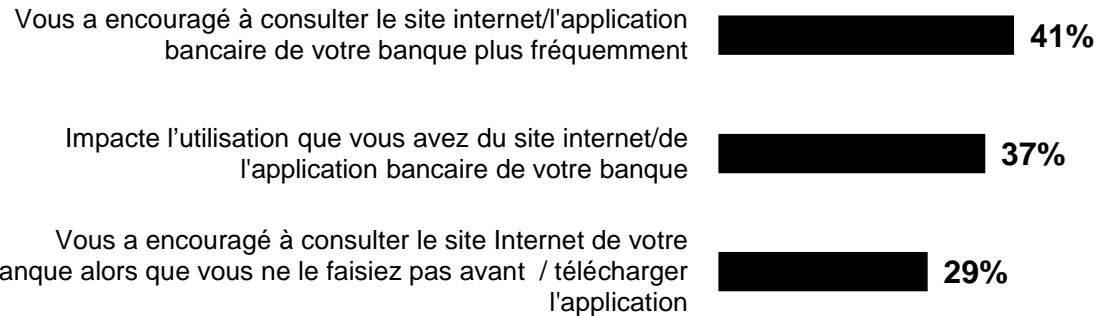 Vous a encouragé à consulter le site internet/l'application
bancaire de votre banque plus fréquemment
41%
Impacte l’utilisation que vous avez du site internet/de
l'application bancaire de votre banque
37%
Vous a encouragé à consulter le site Internet de votre
anque alors que vous ne le faisiez pas avant / télécharger
l'application
29%